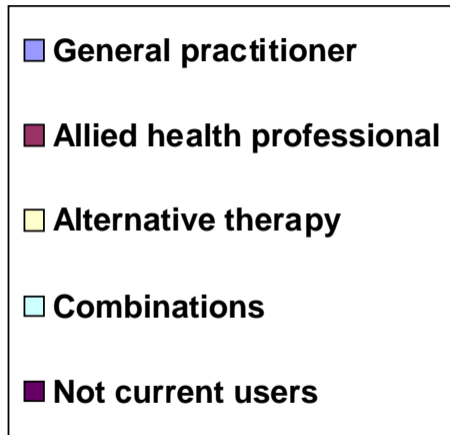 General practitioner
Allied health professional
Alternative therapy
Combinations
Not current users